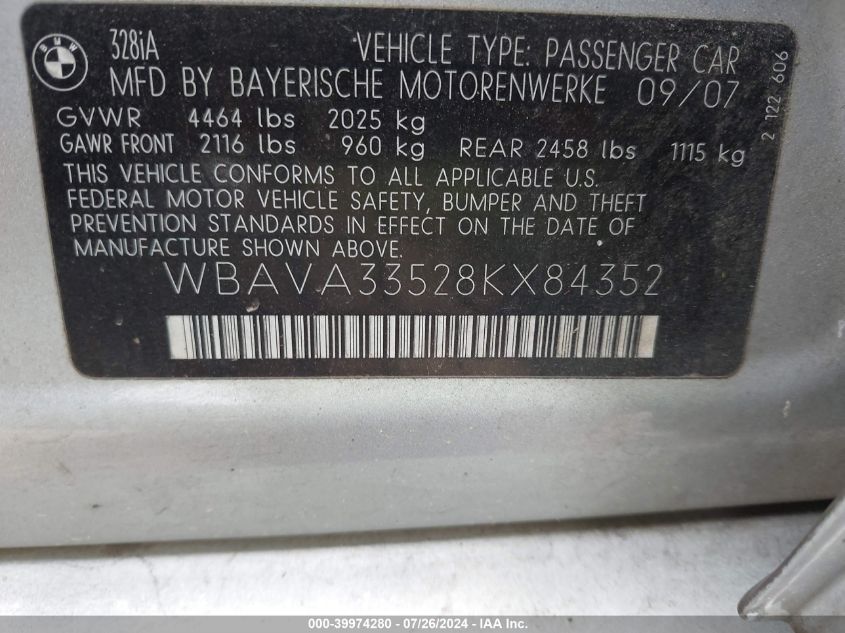 BMW
328iA
VEHICLE TYPE: PASSENGER CAR
MFD BY BAYERISCHE MOTORENWERKE 09/07
GVWR 4464 lbs 2025 kg
GAWR FRONT 2116 lbs 960 kg REAR 2458 lbs 1115 kg
THIS VEHICLE CONFORMS TO ALL APPLICABLE U.S.
FEDERAL MOTOR VEHICLE SAFETY, BUMPER AND THEFT
PREVENTION STANDARDS IN EFFECT ON THE DATE OF
MANUFACTURE SHOWN ABOVE.
WBAVA33528KX84352
2 122 606
000-39974280 - 07/26/2024 - IAA Inc.